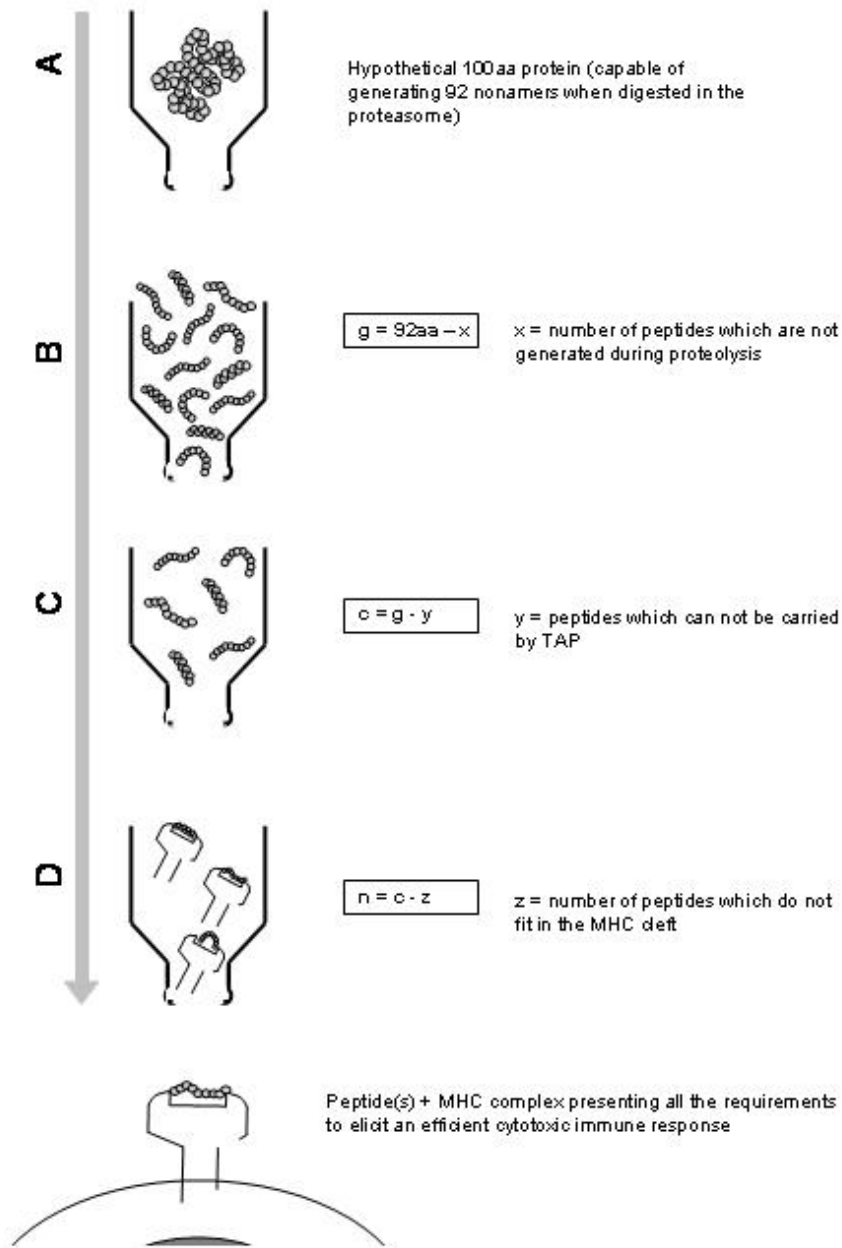 A
Hypothetical 100aa protein (capable of
generating 92 nonamers when digested in the
proteasome)
B
g = 92aa – x
x = number of peptides which are not
generated during proteolysis
C
c = g - y
y = peptides which can not be carried
by TAP
D
n = c - z
z = number of peptides which do not
fit in the MHC cleft
Peptide(s) + MHC complex presenting all the requirements
to elicit an efficient cytotoxic immune response